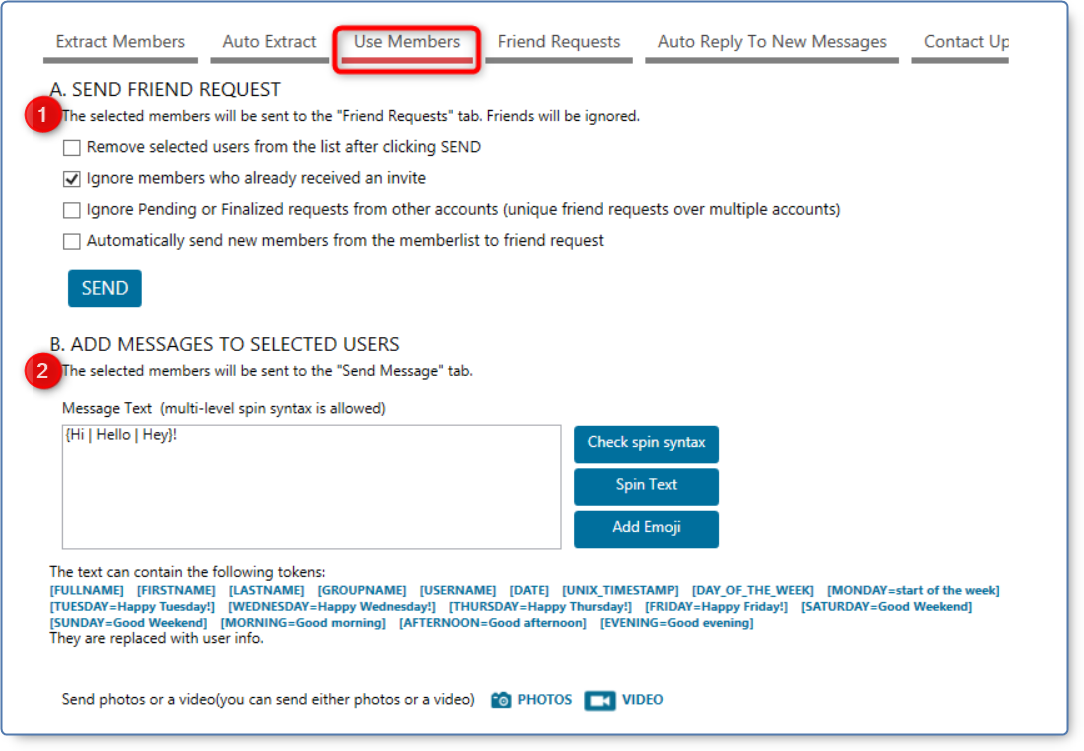 Extract Members Auto Extract Use Members Friend Requests Auto Reply To New Messages Contact Up
A. SEND FRIEND REQUEST
1 The selected members will be sent to the "Friend Requests" tab. Friends will be ignored.
Remove selected users from the list after clicking SEND
Ignore members who already received an invite
Ignore Pending or Finalized requests from other accounts (unique friend requests over multiple accounts)
Automatically send new members from the memberlist to friend request
SEND
B. ADD MESSAGES TO SELECTED USERS
2 The selected members will be sent to the "Send Message" tab.
Message Text (multi-level spin syntax is allowed)
{Hi | Hello | Hey}!
Check spin syntax
Spin Text
Add Emoji
The text can contain the following tokens:
[FULLNAME] [FIRSTNAME] [LASTNAME] [GROUPNAME] [USERNAME] [DATE] [UNIX_TIMESTAMP] [DAY_OF_THE_WEEK] [MONDAY=start of the week]
[TUESDAY=Happy Tuesday!] [WEDNESDAY=Happy Wednesday!] [THURSDAY=Happy Thursday!] [FRIDAY=Happy Friday!] [SATURDAY=Good Weekend]
[SUNDAY=Good Weekend] [MORNING=Good morning] [AFTERNOON=Good afternoon] [EVENING=Good evening]
They are replaced with user info.
Send photos or a video(you can send either photos or a video) PHOTOS VIDEO